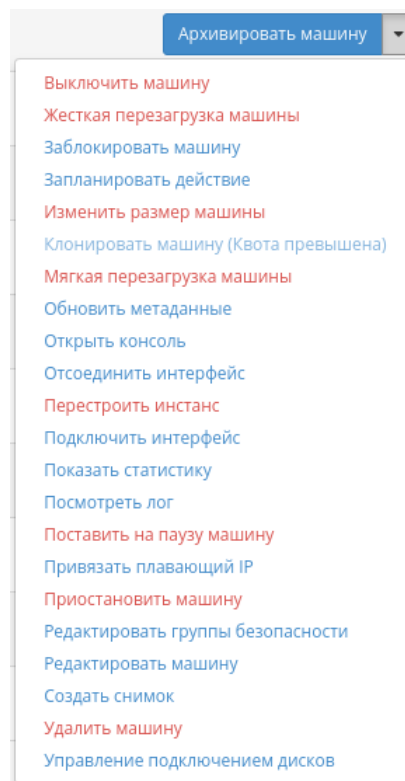 Архивировать машину
Выключить машину
Жесткая перезагрузка машины
Заблокировать машину
Запланировать действие
Изменить размер машины
Клонировать машину (Квота превышена)
Мягкая перезагрузка машины
Обновить метаданные
Открыть консоль
Отсоединить интерфейс
Перестроить инстанс
Подключить интерфейс
Показать статистику
Посмотреть лог
Поставить на паузу машину
Привязать плавающий IP
Приостановить машину
Редактировать группы безопасности
Редактировать машину
Создать снимок
Удалить машину
Управление подключением дисков